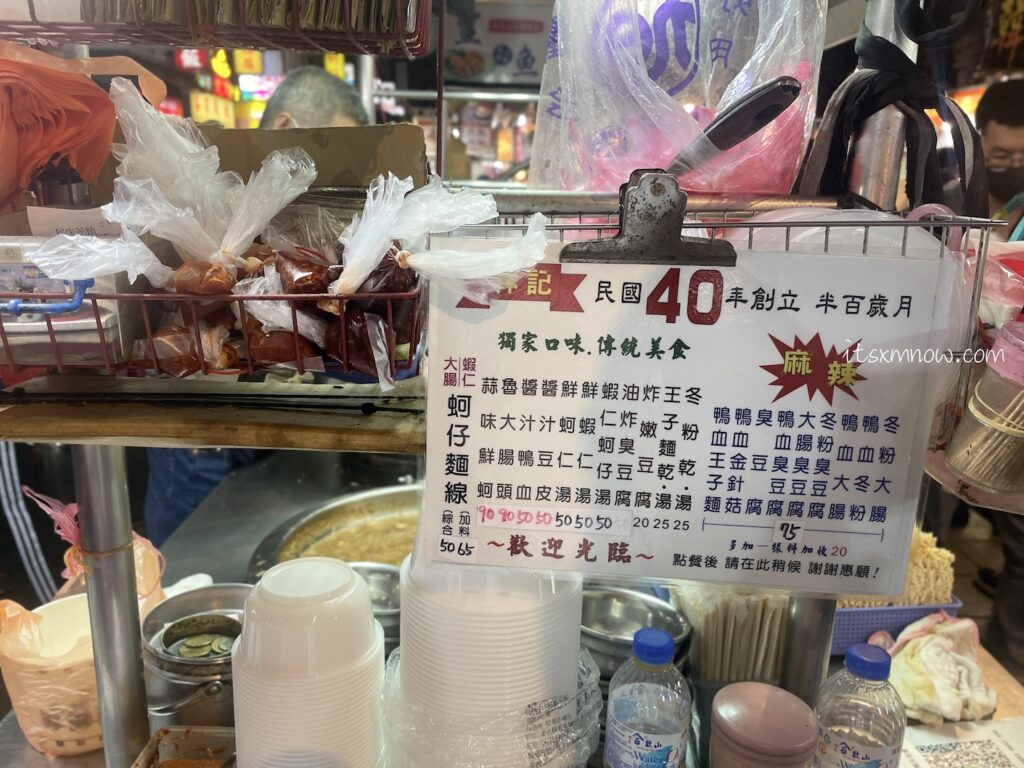 記
民國40年創立 半百歲月
獨家口味.傳統美食
大腸
蝦仁
蚵仔麵線
(綜合) 50
(加料) 65
蒜味鮮蚵 90
魯大腸頭 90
醬汁鴨血 50
醬汁豆皮 50
鮮蚵仁湯 50
鮮蝦仁湯 50
蝦仁蚵仔湯 50
油炸臭豆腐
炸嫩豆腐 20
王子麵乾.湯 25
冬粉乾.湯 25
麻辣
鴨血王子麵
鴨血金針菇
臭豆腐
鴨血臭豆腐
大腸臭豆腐
冬粉臭豆腐
鴨血大腸
鴨血冬粉
冬粉大腸
75
多加一樣料加收20
~歡迎光臨~
點餐後 請在此稍候 謝謝惠顧!
itsxmnow.com
Water